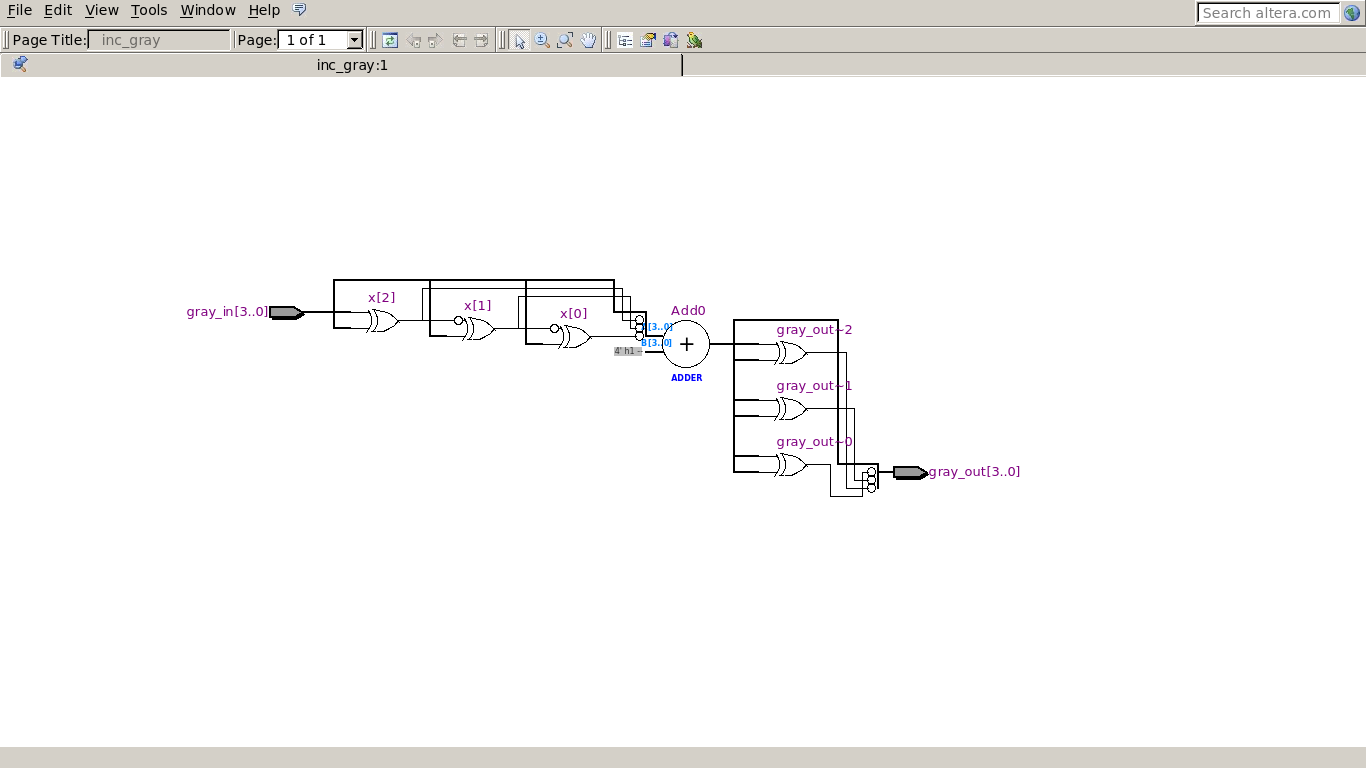 File Edit View Tools Window Help
Search altera.com
Page Title: inc_gray Page: 1 of 1
inc_gray:1
gray_in[3..0]
x[2]
x[1]
x[0]
Add0
[3..0]
B[3..0]
4' h1 --
ADDER
gray_out~2
gray_out~1
gray_out~0
gray_out[3..0]